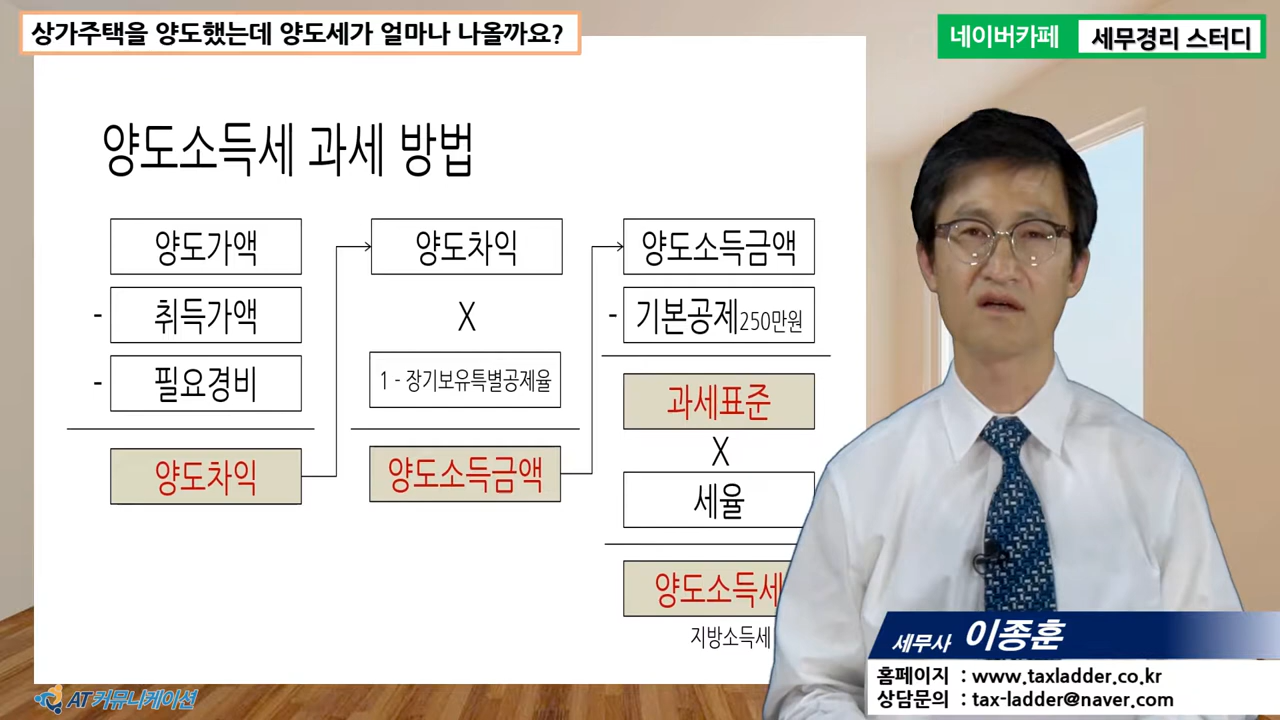 상가주택을 양도했는데 양도세가 얼마나 나올까요?
네이버카페 세무경리 스터디
양도소득세 과세 방법
양도가액
- 취득가액
- 필요경비
양도차익
양도차익
X
1 - 장기보유특별공제율
양도소득금액
양도소득금액
- 기본공제250만원
과세표준
X
세율
양도소득세
지방소득세
세무사 이종훈
홈페이지 : www.taxladder.co.kr
상담문의 : tax-ladder@naver.com
AT커뮤니케이션